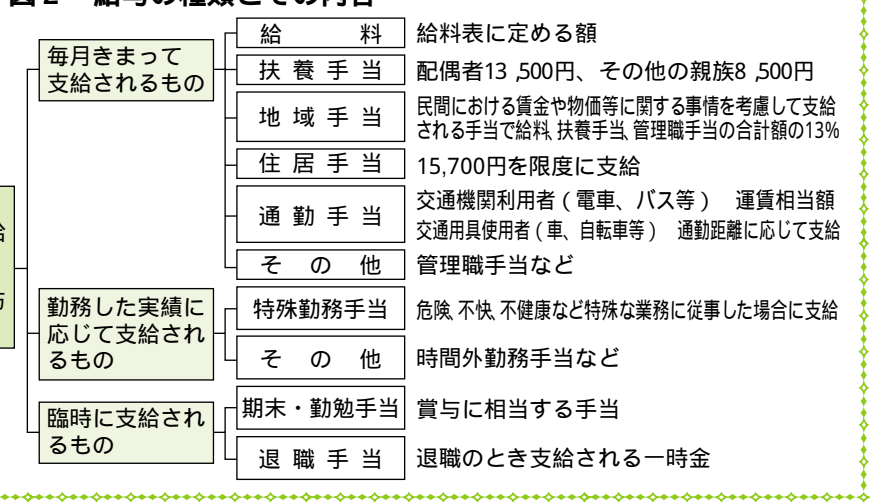 図2 給与の種類とその内容
毎月きまって
支給されるもの
給料 給料表に定める額
扶養手当 配偶者13,500円、その他の親族8,500円
地域手当 民間における賃金や物価等に関する事情を考慮して支給
される手当で給料、扶養手当、管理職手当の合計額の13%
住居手当 15,700円を限度に支給
通勤手当 交通機関利用者(電車、バス等) 運賃相当額
交通用具使用者(車、自転車等) 通勤距離に応じて支給
その他 管理職手当など
勤務した実績に
応じて支給され
るもの
特殊勤務手当 危険、不快、不健康など特殊な業務に従事した場合に支給
その他 時間外勤務手当など
臨時に支給され
るもの
期末・勤勉手当 賞与に相当する手当
退職手当 退職のとき支給される一時金